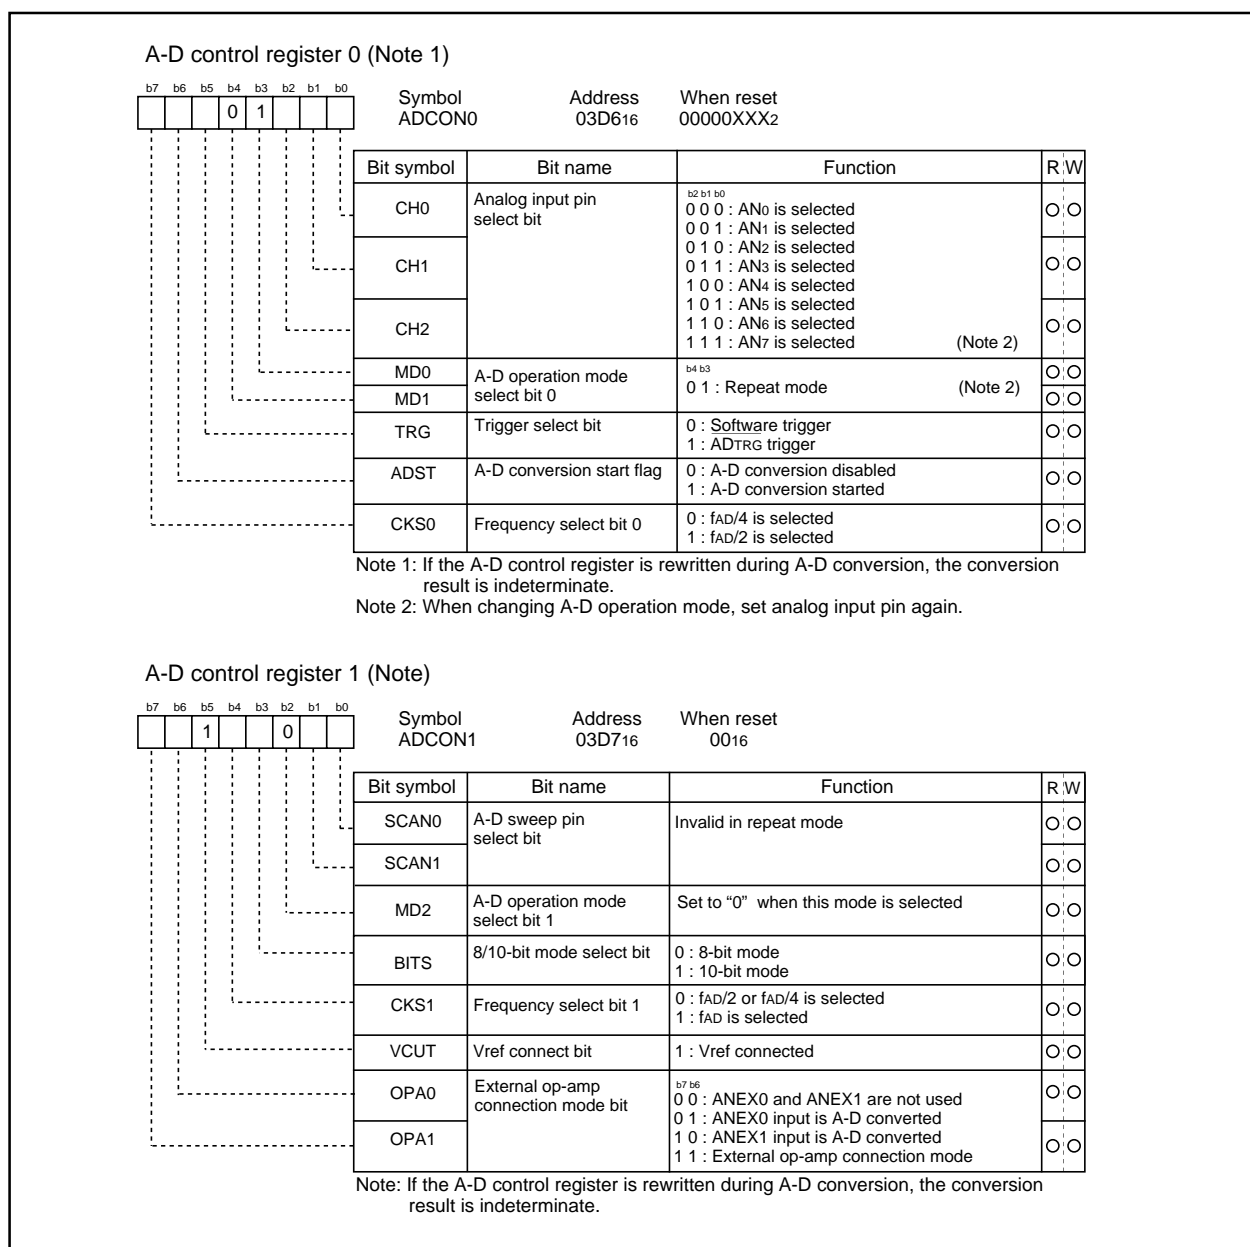 A-D control register 0 (Note 1)
b7 b6 b5 b4 b3 b2 b1 b0
0 1
Symbol Address When reset
ADCON0 03D616 00000XXX2
Bit symbol Bit name Function R W
CH0 Analog input pin select bit b2 b1 b0
0 0 0 : AN0 is selected
0 0 1 : AN1 is selected
CH1 0 1 0 : AN2 is selected
0 1 1 : AN3 is selected
1 0 0 : AN4 is selected
1 0 1 : AN5 is selected
CH2 1 1 0 : AN6 is selected
1 1 1 : AN7 is selected (Note 2)
MD0 A-D operation mode select bit 0 b4 b3
MD1 0 1 : Repeat mode (Note 2)
TRG Trigger select bit 0 : Software trigger
1 : ADTRG trigger
ADST A-D conversion start flag 0 : A-D conversion disabled
1 : A-D conversion started
CKS0 Frequency select bit 0 0 : fAD/4 is selected
1 : fAD/2 is selected
Note 1: If the A-D control register is rewritten during A-D conversion, the conversion
result is indeterminate.
Note 2: When changing A-D operation mode, set analog input pin again.
A-D control register 1 (Note)
b7 b6 b5 b4 b3 b2 b1 b0
1 0
Symbol Address When reset
ADCON1 03D716 0016
Bit symbol Bit name Function R W
SCAN0 A-D sweep pin select bit Invalid in repeat mode
SCAN1
MD2 A-D operation mode select bit 1 Set to “0” when this mode is selected
BITS 8/10-bit mode select bit 0 : 8-bit mode
1 : 10-bit mode
CKS1 Frequency select bit 1 0 : fAD/2 or fAD/4 is selected
1 : fAD is selected
VCUT Vref connect bit 1 : Vref connected
OPA0 External op-amp connection mode bit b7 b6
0 0 : ANEX0 and ANEX1 are not used
0 1 : ANEX0 input is A-D converted
OPA1 1 0 : ANEX1 input is A-D converted
1 1 : External op-amp connection mode
Note: If the A-D control register is rewritten during A-D conversion, the conversion
result is indeterminate.